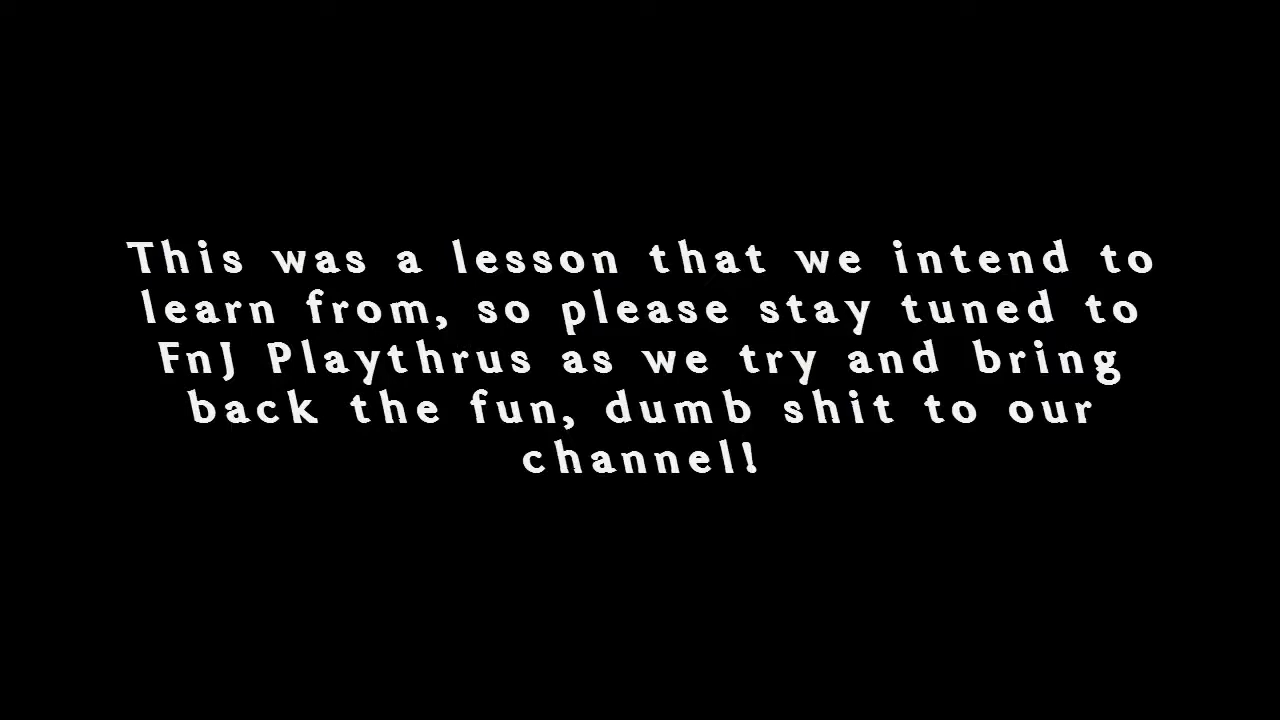 This was a lesson that we intend to
learn from, so please stay tuned to
FnJ Playthrus as we try and bring
back the fun, dumb shit to our
channel!